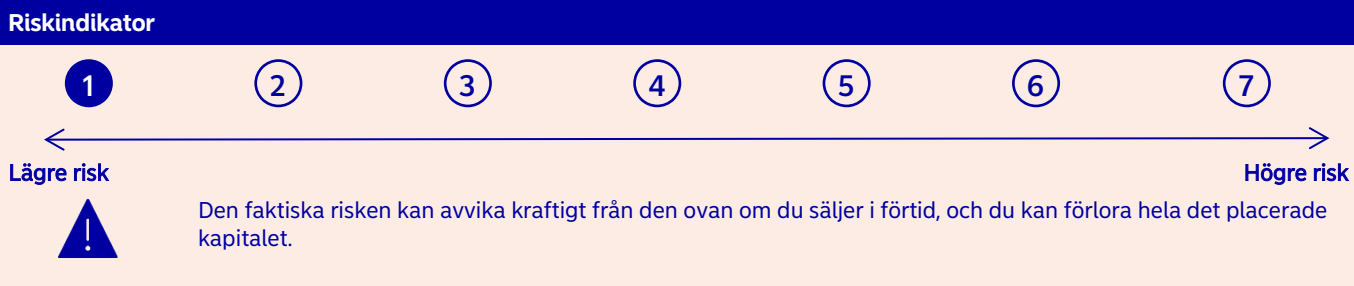 Riskindikator
1 2 3 4 5 6 7
Lägre risk Högre risk
! Den faktiska risken kan avvika kraftigt från den ovan om du säljer i förtid, och du kan förlora hela det placerade
kapitalet.